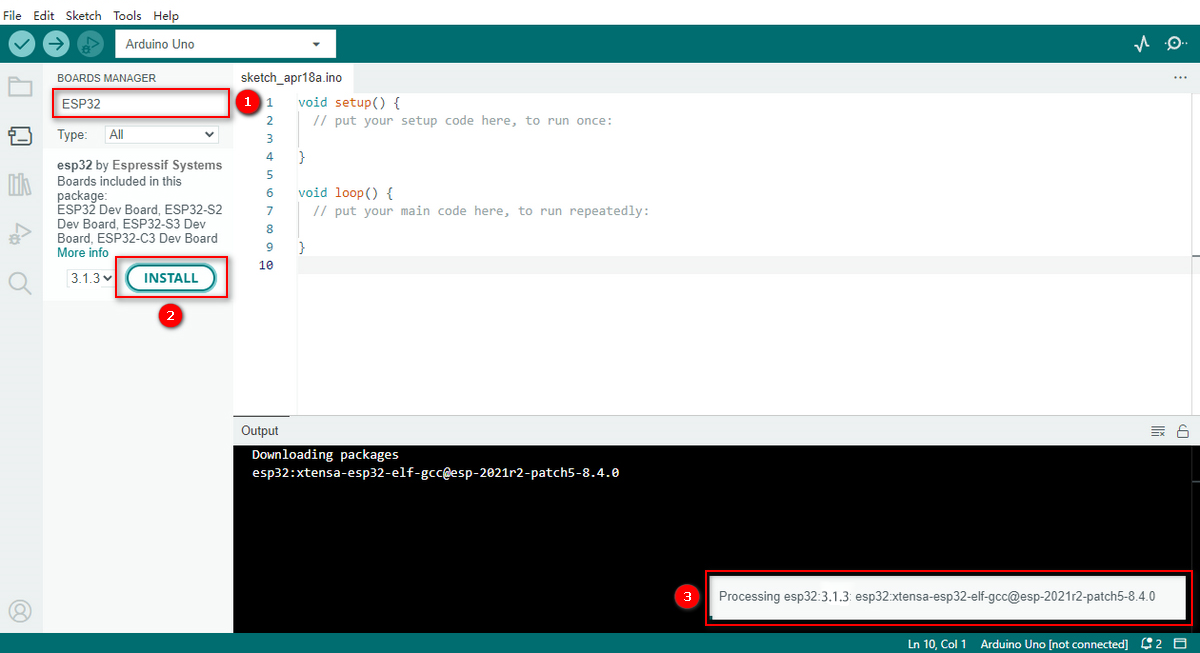 File Edit Sketch Tools Help
Arduino Uno
BOARDS MANAGER
ESP32
1
Type: All
esp32 by Espressif Systems
Boards included in this
package:
ESP32 Dev Board, ESP32-S2
Dev Board, ESP32-S3 Dev
Board, ESP32-C3 Dev Board
More info
3.1.3 INSTALL
2
sketch_apr18a.ino
1 void setup() {
2 // put your setup code here, to run once:
3
4 }
5
6 void loop() {
7 // put your main code here, to run repeatedly:
8
9 }
10
Output
Downloading packages
esp32:xtensa-esp32-elf-gcc@esp-2021r2-patch5-8.4.0
3 Processing esp32:3.1.3: esp32:xtensa-esp32-elf-gcc@esp-2021r2-patch5-8.4.0
Ln 10, Col 1 Arduino Uno [not connected] 2